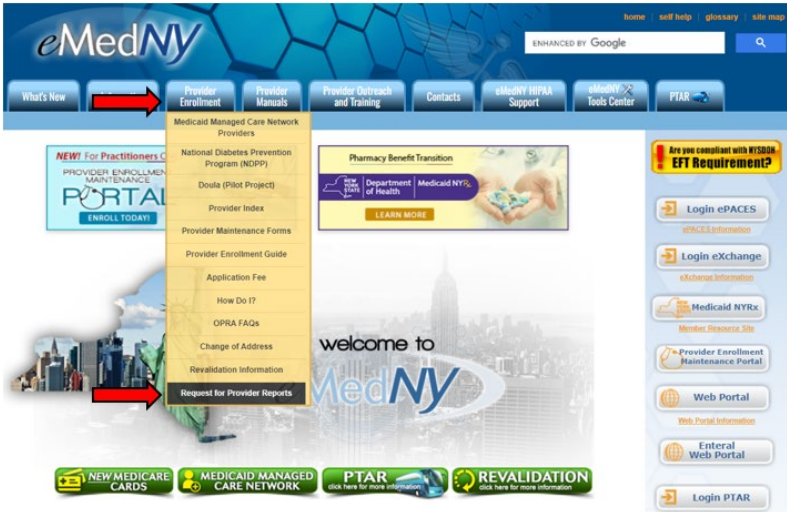 home | self help | glossary | site map
eMedNY
ENHANCED BY Google
What's New
Provider
Enrollment
Provider
Manuals
Provider Outreach
and Training
Contacts
eMedNY HIPAA
Support
eMedNY
Tools Center
PTAR
Medicaid Managed Care Network
Providers
National Diabetes Prevention
Program (NDPP)
Doula (Pilot Project)
Provider Index
Provider Maintenance Forms
Provider Enrollment Guide
Application Fee
How Do I?
OPRA FAQs
Change of Address
Revalidation Information
Request for Provider Reports
NEW! For Practitioners
PROVIDER ENROLLMENT
MAINTENANCE
PORTAL
ENROLL TODAY!
Pharmacy Benefit Transition
NEW
YORK
STATE
Department
of Health
Medicaid NYRx
LEARN MORE
welcome to
eMedNY
NEW MEDICARE
CARDS
MEDICAID MANAGED
CARE NETWORK
PTAR
click here for more information
REVALIDATION
click here for more information
Are you compliant with NYSDOH
EFT Requirement?
Login ePACES
ePACES Information
Login eXchange
eXchange Information
Medicaid NYRx
Member Resource Site
Provider Enrollment
Maintenance Portal
Web Portal
Web Portal Information
Enteral
Web Portal
Login PTAR